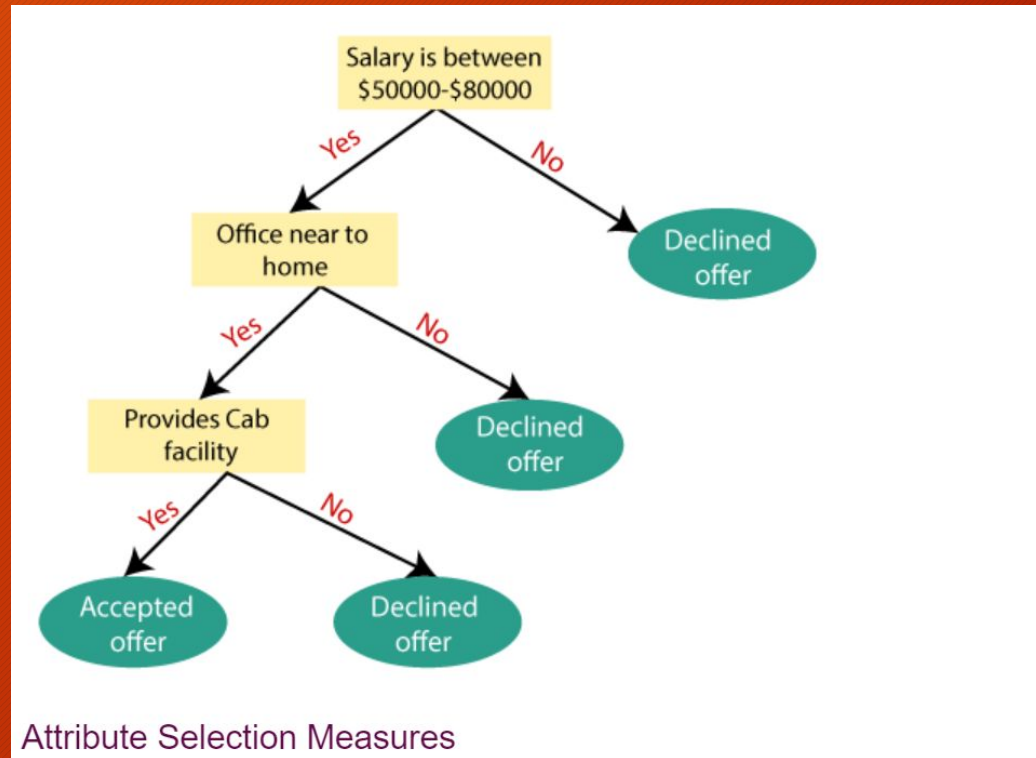 Salary is between
$50000-$80000
Yes
No
Office near to
home
Declined
offer
Yes
No
Provides Cab
facility
Declined
offer
Yes
No
Accepted
offer
Declined
offer
Attribute Selection Measures